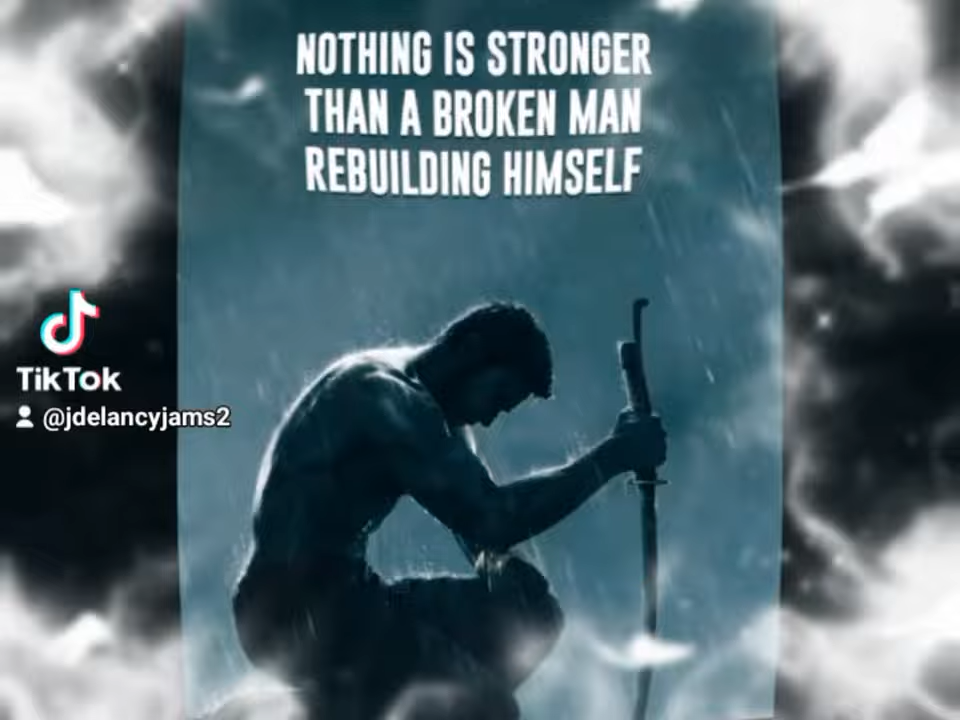 NOTHING IS STRONGER
THAN A BROKEN MAN
REBUILDING HIMSELF
TikTok
@jdelancyjams2